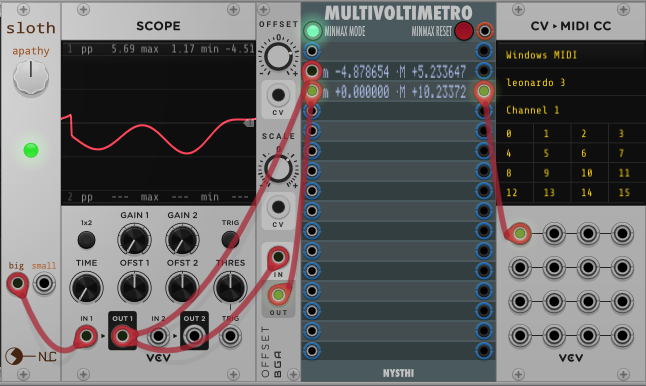 sloth
apathy
big small
NLC
SCOPE
1 pp 5.69 max 1.17 min -4.51
2 pp --- max --- min ---
1x2 GAIN 1 GAIN 2 TRIG
TIME OFST 1 OFST 2 THRES
IN 1 OUT 1 IN 2 OUT 2 TRIG
VCV
OFFSET
0
CV
SCALE
0
CV
IN
OUT
OFFSET
BGA
MULTIVOLTIMETRO
MINMAX MODE MINMAX RESET
m -4.878654 ·M +5.233647
m +0.000000 ·M +10.23372
NYSTHI
CV ▸ MIDI CC
Windows MIDI
leonardo 3
Channel 1
0 1 2 3
4 5 6 7
8 9 10 11
12 13 14 15
VCV